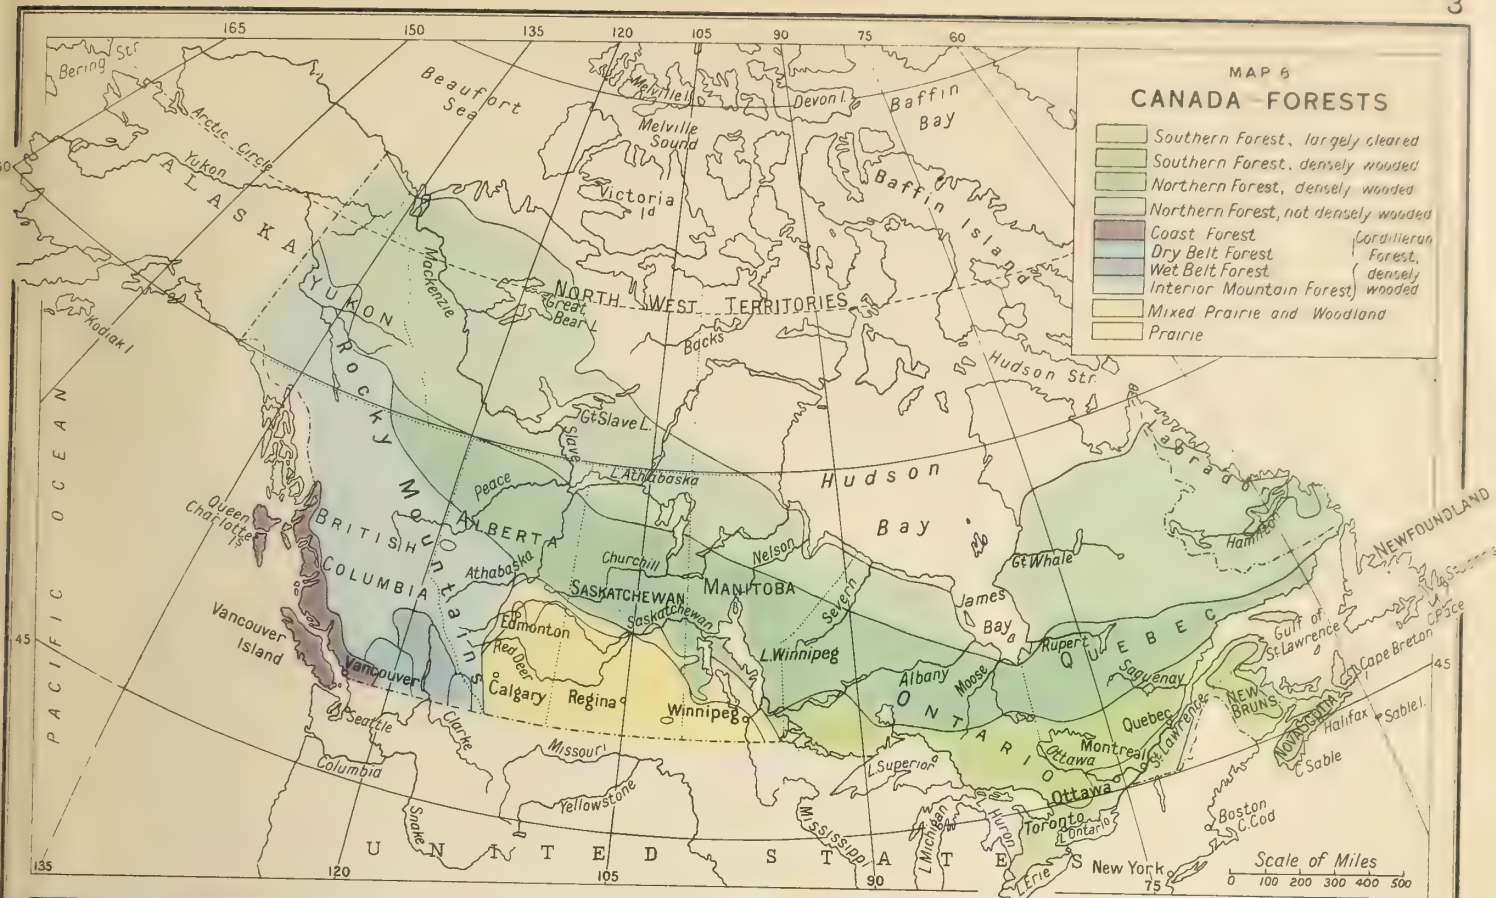 3
165 150 135 120 105 90 75 60
MAP 6
CANADA - FORESTS
Southern Forest, largely cleared
Southern Forest, densely wooded
Northern Forest, densely wooded
Northern Forest, not densely wooded
Coast Forest
Dry Belt Forest
Wet Belt Forest
Interior Mountain Forest
Cordilleran
Forest,
densely
wooded
Mixed Prairie and Woodland
Prairie
Bering Str
Beaufort
Sea
Melville I.
Devon I.
Baffin
Bay
Melville
Sound
Arctic Circle
Yukon
ALASKA
Victoria
Id
Baffin Island
Mackenzie
YUKON
NORTH WEST TERRITORIES
Great
Bear L
Kodiak I
Backs
Hudson Str.
Rocky Mountains
Gt Slave L.
Slave
L. Athabaska
Labrador
Hudson
Bay
Peace
PACIFIC OCEAN
Queen
Charlotte
Is
BRITISH
COLUMBIA
ALBERTA
Athabaska
Churchill
Nelson
Hamilton
NEWFOUNDLAND
Gt Whale
SASKATCHEWAN
MANITOBA
Severn
James
Bay
Saskatchewan
Vancouver
Island
Edmonton
Red Deer
L. Winnipeg
Rupert
QUEBEC
Gulf of
St Lawrence
C. Race
Cape Breton
45
45
Vancouver
Calgary
Regina
Winnipeg
Albany
Moose
Saguenay
ONTARIO
Quebec
St. Lawrence
NEW
BRUNS.
NOVA SCOTIA
Halifax
Sable I.
C Sable
Seattle
Clarke
Missouri
Columbia
Yellowstone
Snake
L Superior
Ottawa
Montreal
Ottawa
Mississippi
L Michigan
Huron
Toronto
L Ontario
L. Erie
Boston
C. Cod
New York
UNITED STATES
Scale of Miles
0 100 200 300 400 500
135 120 105 90 75